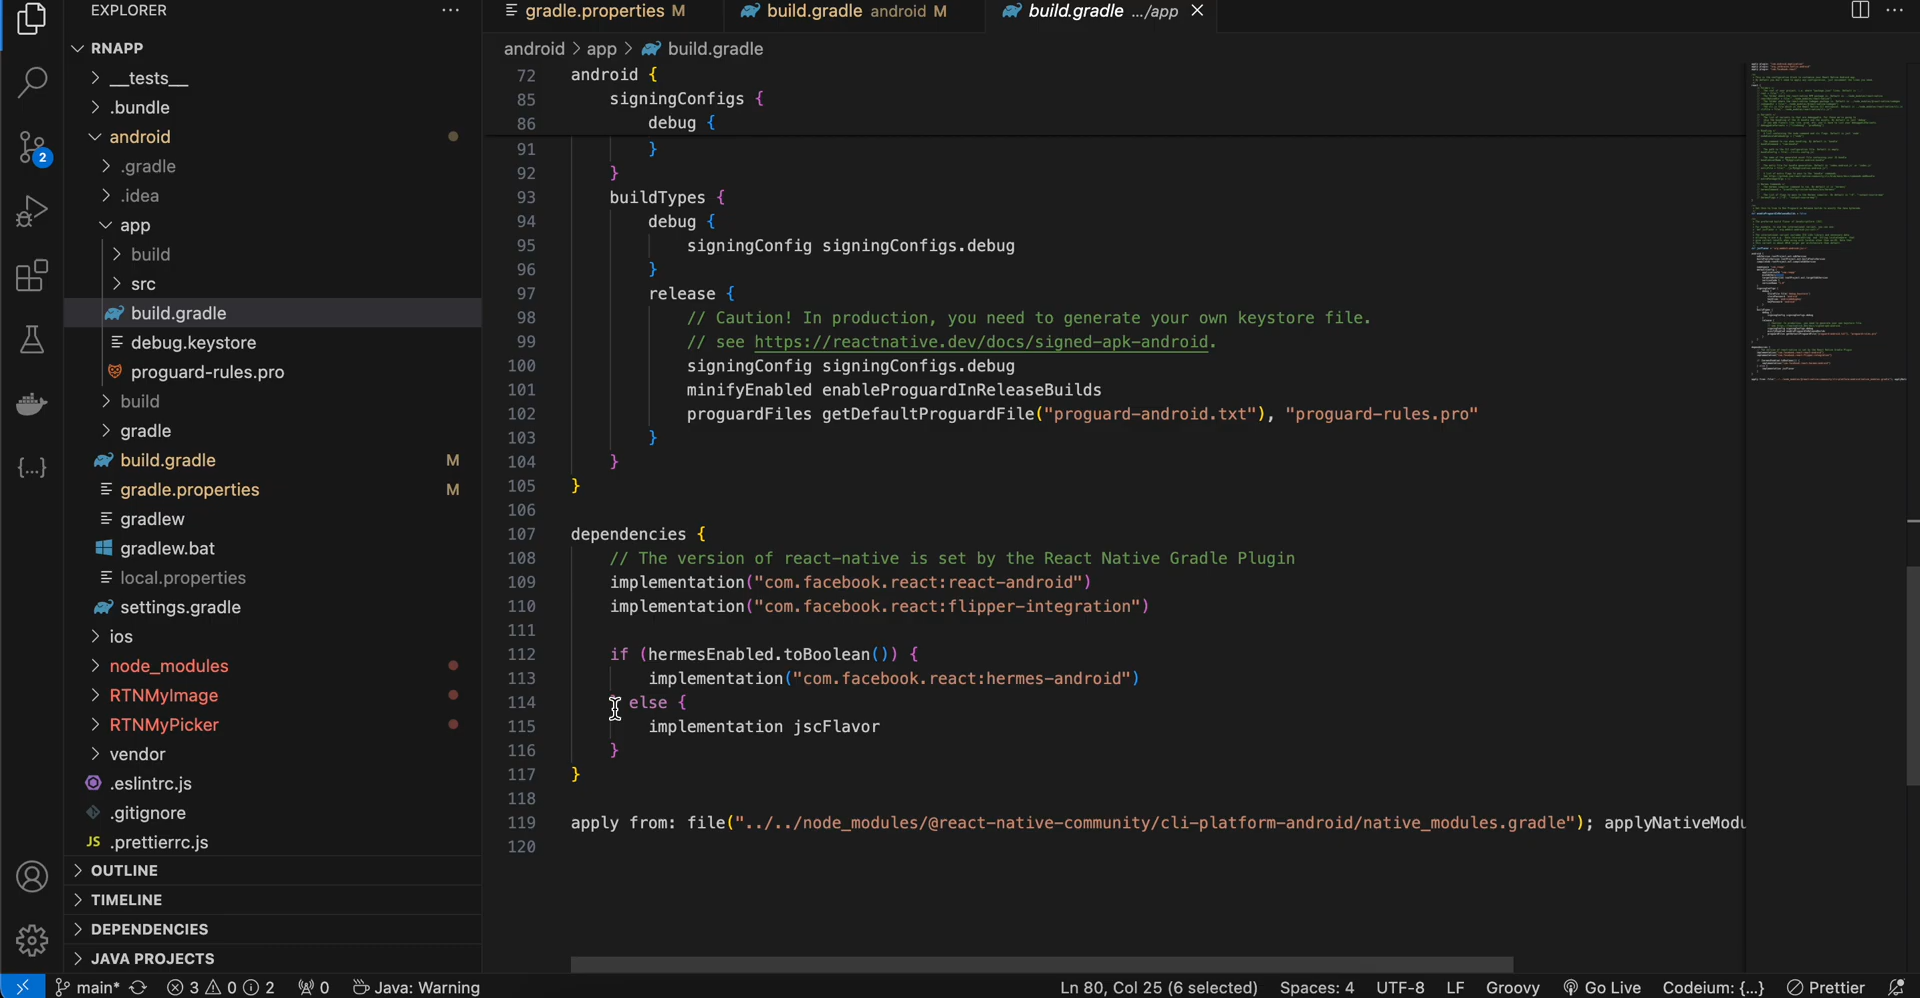 EXPLORER
RNAPP
__tests__
.bundle
android
.gradle
.idea
app
build
src
build.gradle
debug.keystore
proguard-rules.pro
build
gradle
build.gradle M
gradle.properties M
gradlew
gradlew.bat
local.properties
settings.gradle
ios
node_modules
RTNMyImage
RTNMyPicker
vendor
.eslintrc.js
.gitignore
JS .prettierrc.js
OUTLINE
TIMELINE
DEPENDENCIES
JAVA PROJECTS
2
gradle.properties M build.gradle android M build.gradle .../app
android > app > build.gradle
72 android {
85 signingConfigs {
86 debug {
91 }
92 }
93 buildTypes {
94 debug {
95 signingConfig signingConfigs.debug
96 }
97 release {
98 // Caution! In production, you need to generate your own keystore file.
99 // see https://reactnative.dev/docs/signed-apk-android.
100 signingConfig signingConfigs.debug
101 minifyEnabled enableProguardInReleaseBuilds
102 proguardFiles getDefaultProguardFile("proguard-android.txt"), "proguard-rules.pro"
103 }
104 }
105 }
106
107 dependencies {
108 // The version of react-native is set by the React Native Gradle Plugin
109 implementation("com.facebook.react:react-android")
110 implementation("com.facebook.react:flipper-integration")
111
112 if (hermesEnabled.toBoolean()) {
113 implementation("com.facebook.react:hermes-android")
114 else {
115 implementation jscFlavor
116 }
117 }
118
119 apply from: file("../../node_modules/@react-native-community/cli-platform-android/native_modules.gradle"); applyNativeModu
120
main* 3 0 2 0 Java: Warning Ln 80, Col 25 (6 selected) Spaces: 4 UTF-8 LF Groovy Go Live Codeium: {...} Prettier